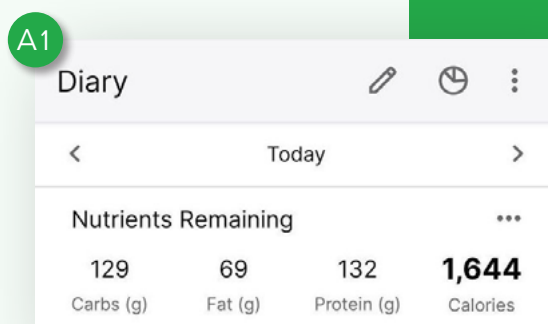 A1
Diary
Today
Nutrients Remaining
129 69 132 1,644
Carbs (g) Fat (g) Protein (g) Calories